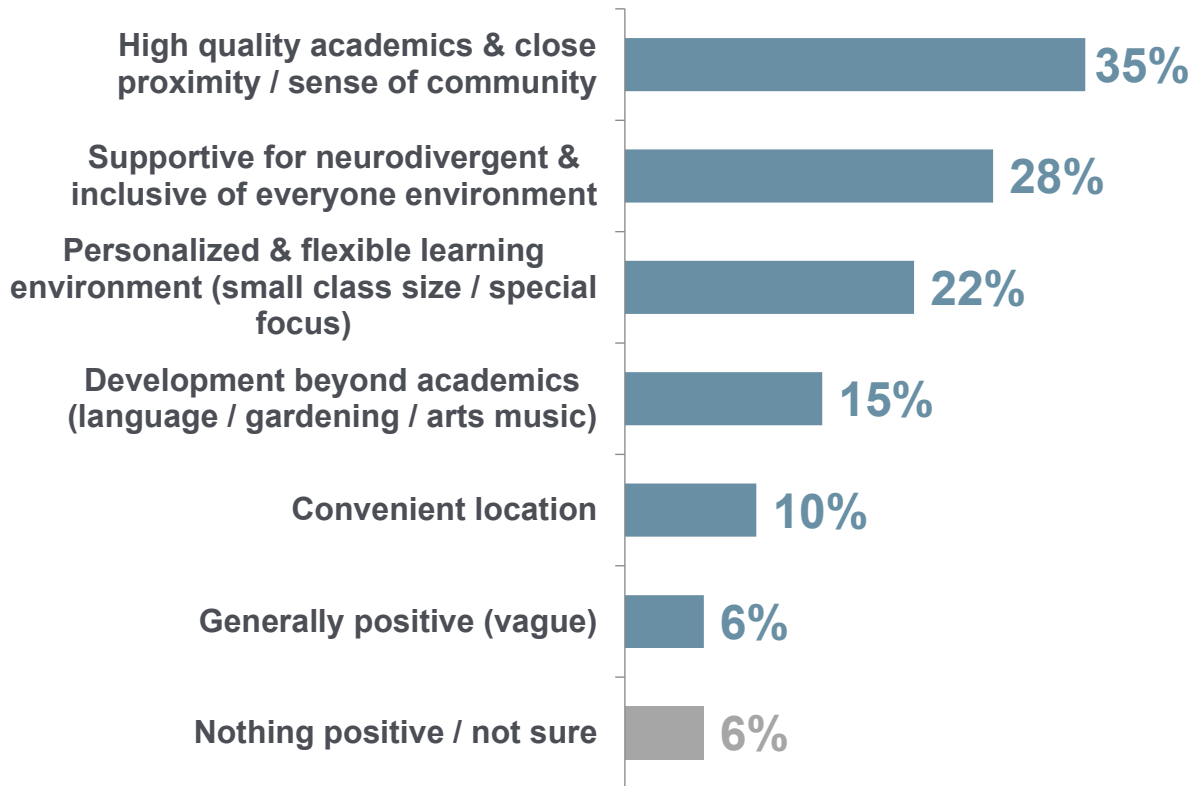 High quality academics & close
proximity / sense of community
35%
Supportive for neurodivergent &
inclusive of everyone environment
28%
Personalized & flexible learning
environment (small class size / special
focus)
22%
Development beyond academics
(language / gardening / arts music)
15%
Convenient location
10%
Generally positive (vague)
6%
Nothing positive / not sure
6%